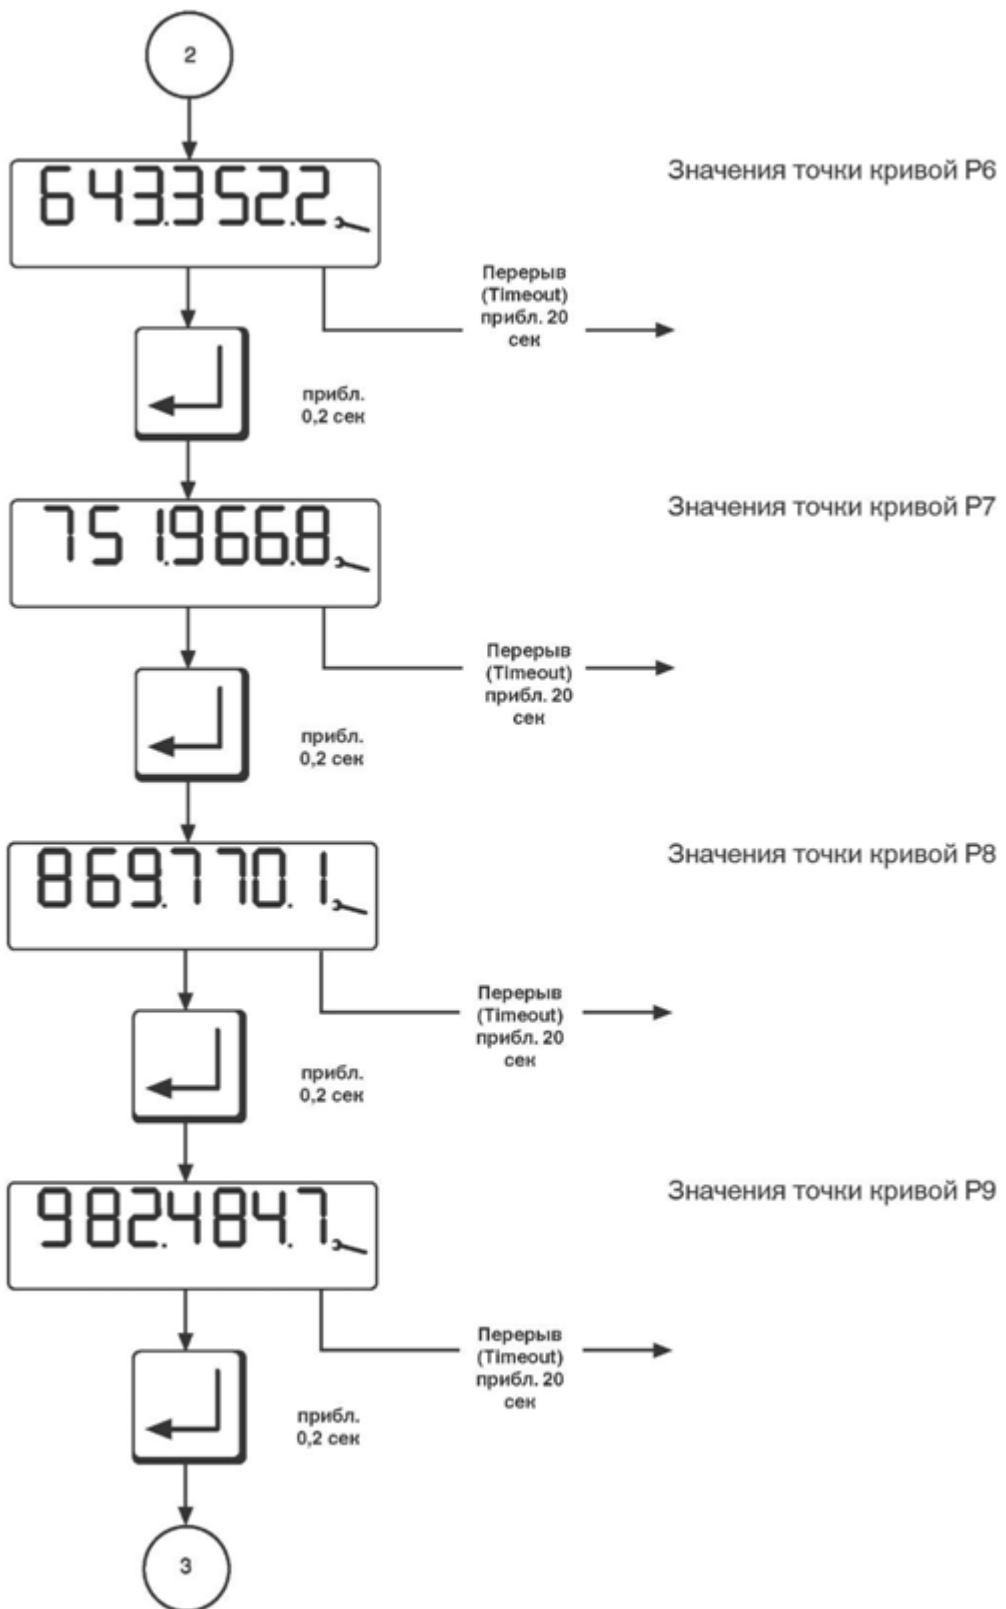 2
643.352.2
Значения точки кривой P6
Перерыв
(Timeout)
прибл. 20
сек
прибл.
0,2 сек
751.966.8
Значения точки кривой P7
Перерыв
(Timeout)
прибл. 20
сек
прибл.
0,2 сек
869.770.1
Значения точки кривой P8
Перерыв
(Timeout)
прибл. 20
сек
прибл.
0,2 сек
982.484.7
Значения точки кривой P9
Перерыв
(Timeout)
прибл. 20
сек
прибл.
0,2 сек
3